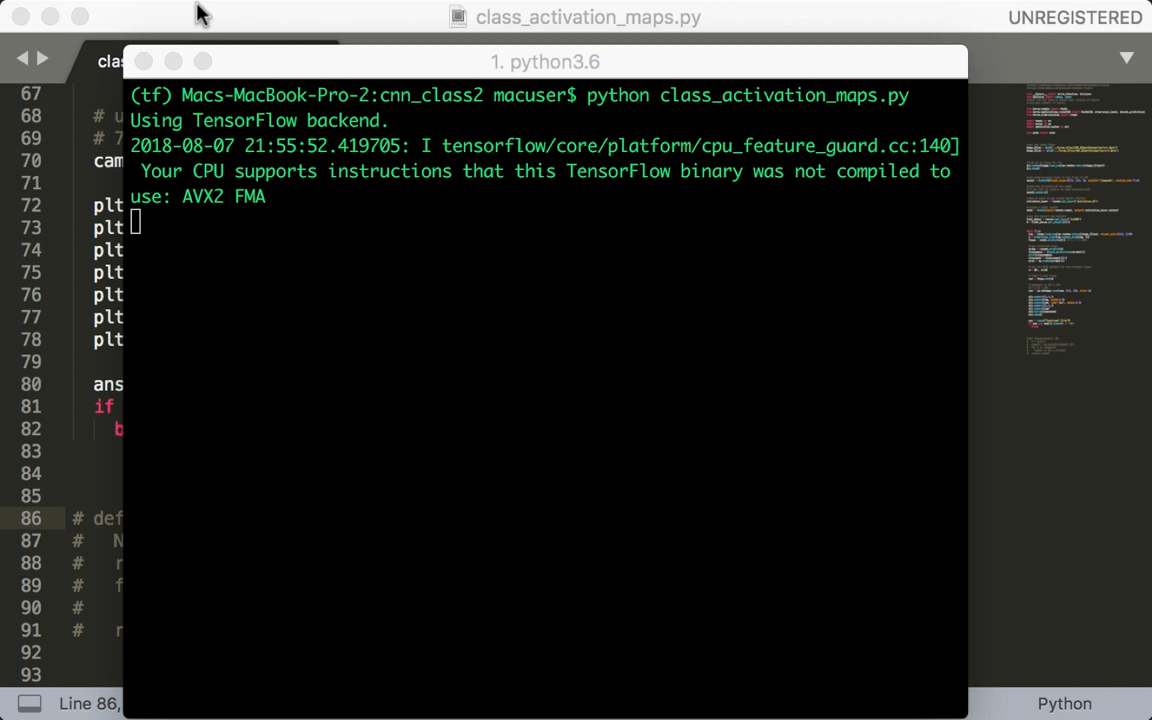 class_activation_maps.py
UNREGISTERED
clas
1. python3.6
(tf) Macs-MacBook-Pro-2:cnn_class2 macuser$ python class_activation_maps.py
Using TensorFlow backend.
2018-08-07 21:55:52.419705: I tensorflow/core/platform/cpu_feature_guard.cc:140]
Your CPU supports instructions that this TensorFlow binary was not compiled to
use: AVX2 FMA
67
68 # u
69 # 7
70 cam
71
72 plt
73 plt
74 plt
75 plt
76 plt
77 plt
78 plt
79
80 ans
81 if
82 b
83
84
85
86 # def
87 # N
88 # r
89 # f
90 #
91 # r
92
93
Line 86,
Python